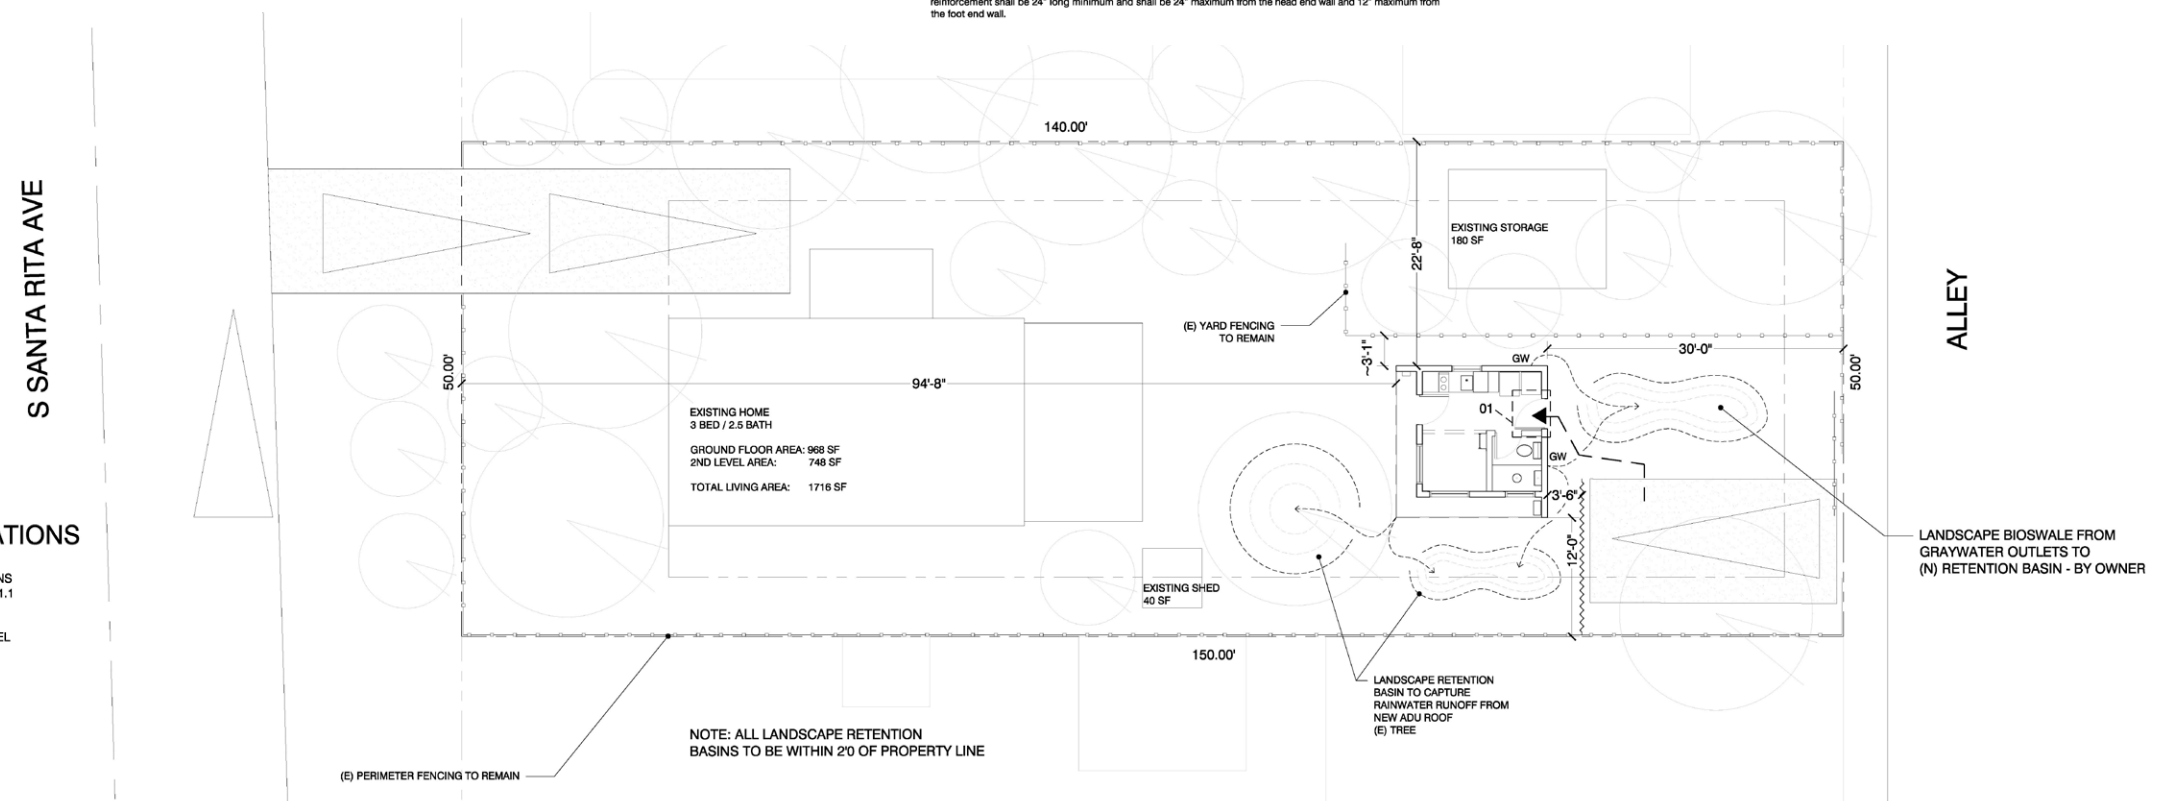 reinforcement shall be 24" long minimum and shall be 24" maximum from the head end wall and 12" maximum from
the foot end wall.
140.00'
S SANTA RITA AVE
EXISTING STORAGE
180 SF
22'-8"
(E) YARD FENCING
TO REMAIN
~3'-1"
GW
30'-0"
ALLEY
50.00'
94'-8"
50.00'
EXISTING HOME
3 BED / 2.5 BATH
GROUND FLOOR AREA: 968 SF
2ND LEVEL AREA: 748 SF
TOTAL LIVING AREA: 1716 SF
01
GW
3'-6"
12'-0"
ATIONS
NS
1.1
EL
EXISTING SHED
40 SF
LANDSCAPE BIOSWALE FROM
GRAYWATER OUTLETS TO
(N) RETENTION BASIN - BY OWNER
150.00'
LANDSCAPE RETENTION
BASIN TO CAPTURE
RAINWATER RUNOFF FROM
NEW ADU ROOF
(E) TREE
NOTE: ALL LANDSCAPE RETENTION
BASINS TO BE WITHIN 2'0 OF PROPERTY LINE
(E) PERIMETER FENCING TO REMAIN